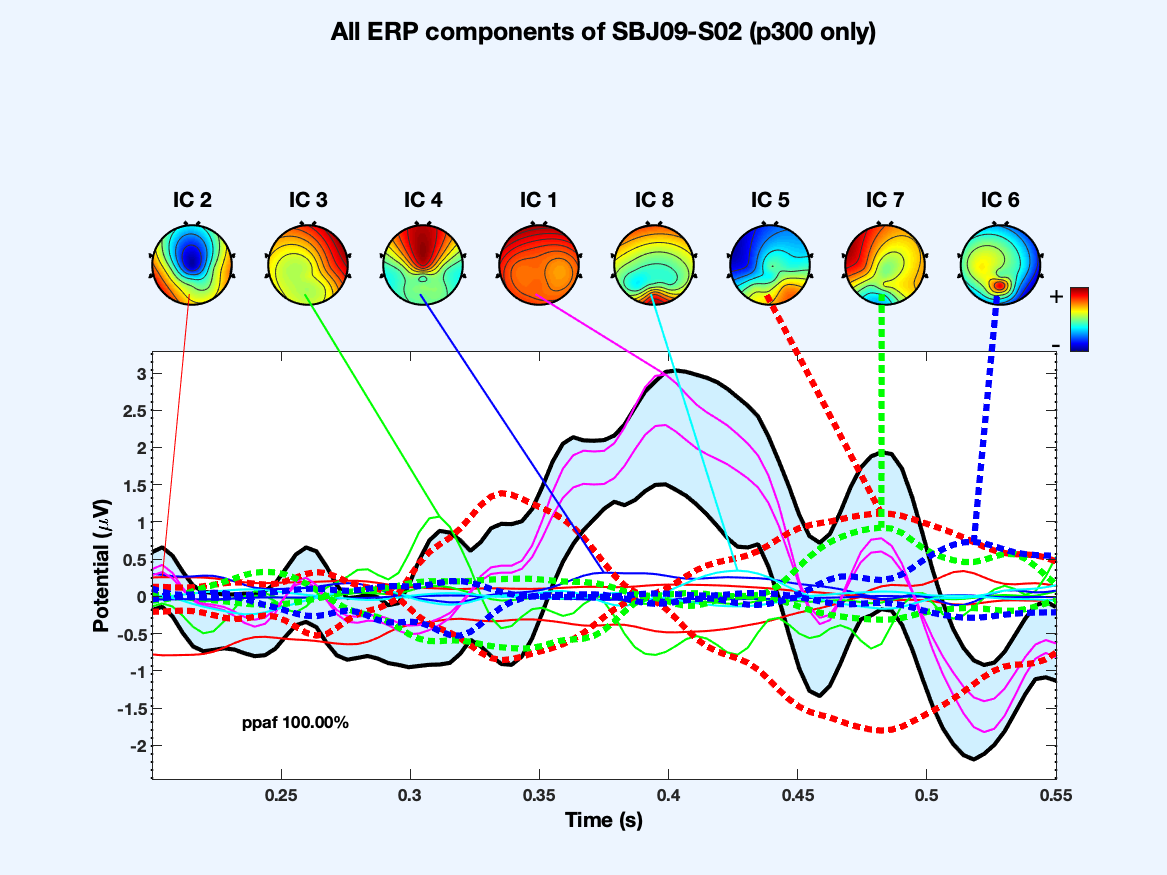 All ERP components of SBJ09-S02 (p300 only)
IC 2 IC 3 IC 4 IC 1 IC 8 IC 5 IC 7 IC 6
+
-
3
2.5
2
1.5
1
0.5
0
-0.5
-1
-1.5
-2
Potential (μV)
ppaf 100.00%
0.25 0.3 0.35 0.4 0.45 0.5 0.55
Time (s)